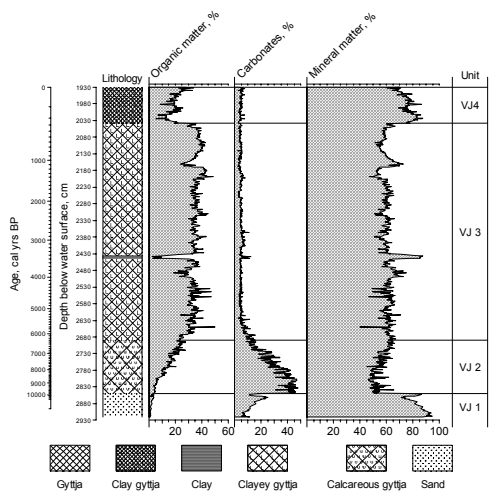 Organic matter, %
Carbonates, %
Mineral matter, %
Lithology
Unit
Age, cal yrs BP
0
1000
2000
3000
4000
5000
6000
7000
8000
9000
10000
Depth below water surface, cm
1930
1980
2030
2080
2130
2180
2230
2280
2330
2380
2430
2480
2530
2580
2630
2680
2730
2780
2830
2880
2930
VJ4
VJ 3
VJ 2
VJ 1
20 40 60
20 40
20 40 60 80 100
Gyttja
Clay gyttja
Clay
Clayey gyttja
Calcareous gyttja
Sand